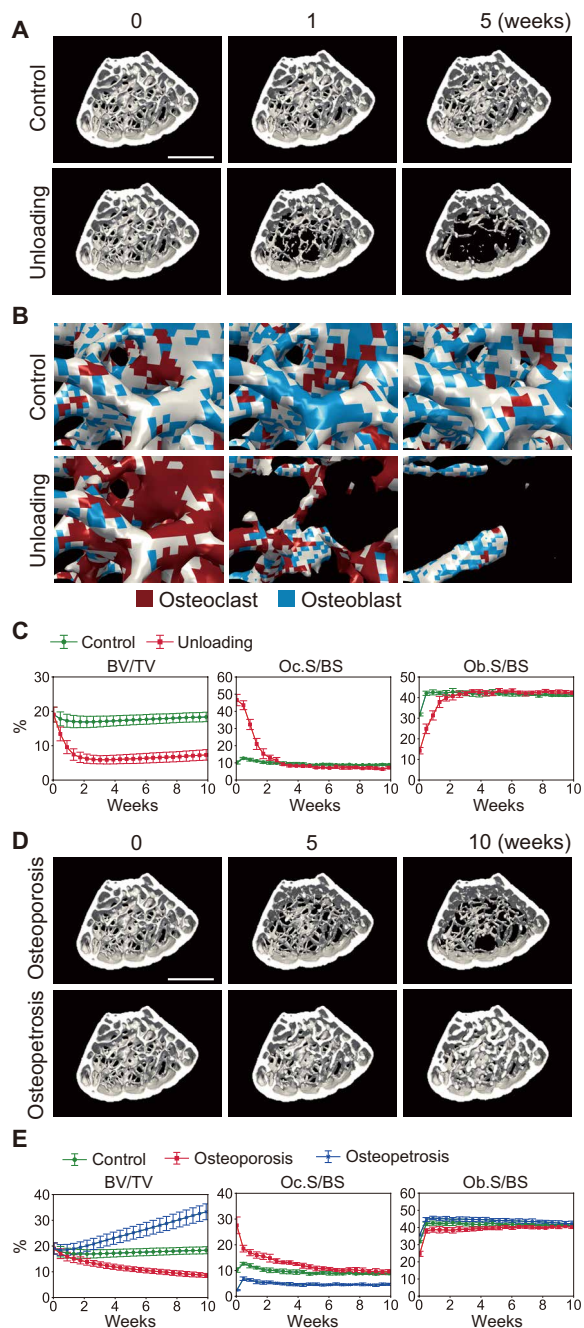 A
0 1 5 (weeks)
Control
Unloading
B
Control
Unloading
Osteoclast Osteoblast
C
Control Unloading
BV/TV Oc.S/BS Ob.S/BS
%
30
20
10
0
60
50
40
30
20
10
0
50
40
30
20
10
0
0 2 4 6 8 10 0 2 4 6 8 10 0 2 4 6 8 10
Weeks Weeks Weeks
D
0 5 10 (weeks)
Osteoporosis
Osteopetrosis
E
Control Osteoporosis Osteopetrosis
BV/TV Oc.S/BS Ob.S/BS
%
40
30
20
10
0
40
30
20
10
0
60
50
40
30
20
10
0
0 2 4 6 8 10 0 2 4 6 8 10 0 2 4 6 8 10
Weeks Weeks Weeks